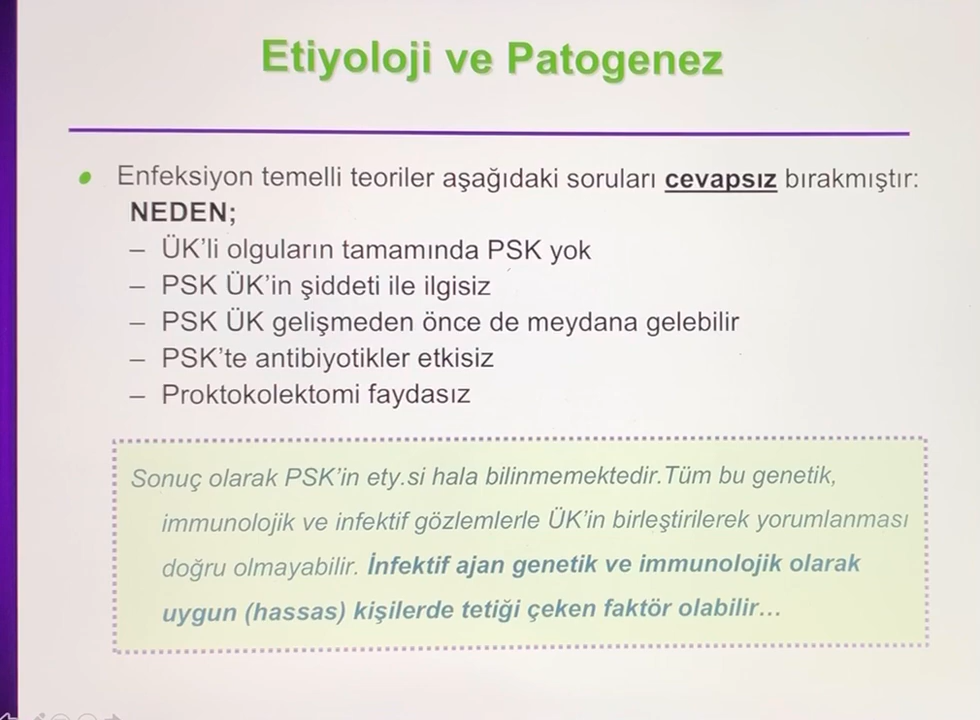 Etiyoloji ve Patogenez
Enfeksiyon temelli teoriler aşağıdaki soruları cevapsız bırakmıştır:
NEDEN;
– ÜK'li olguların tamamında PSK yok
– PSK ÜK'in şiddeti ile ilgisiz
– PSK ÜK gelişmeden önce de meydana gelebilir
– PSK'te antibiyotikler etkisiz
– Proktokolektomi faydasız
Sonuç olarak PSK'in ety.si hala bilinmemektedir. Tüm bu genetik,
immunolojik ve infektif gözlemlerle ÜK'in birleştirilerek yorumlanması
doğru olmayabilir. İnfektif ajan genetik ve immunolojik olarak
uygun (hassas) kişilerde tetiği çeken faktör olabilir...